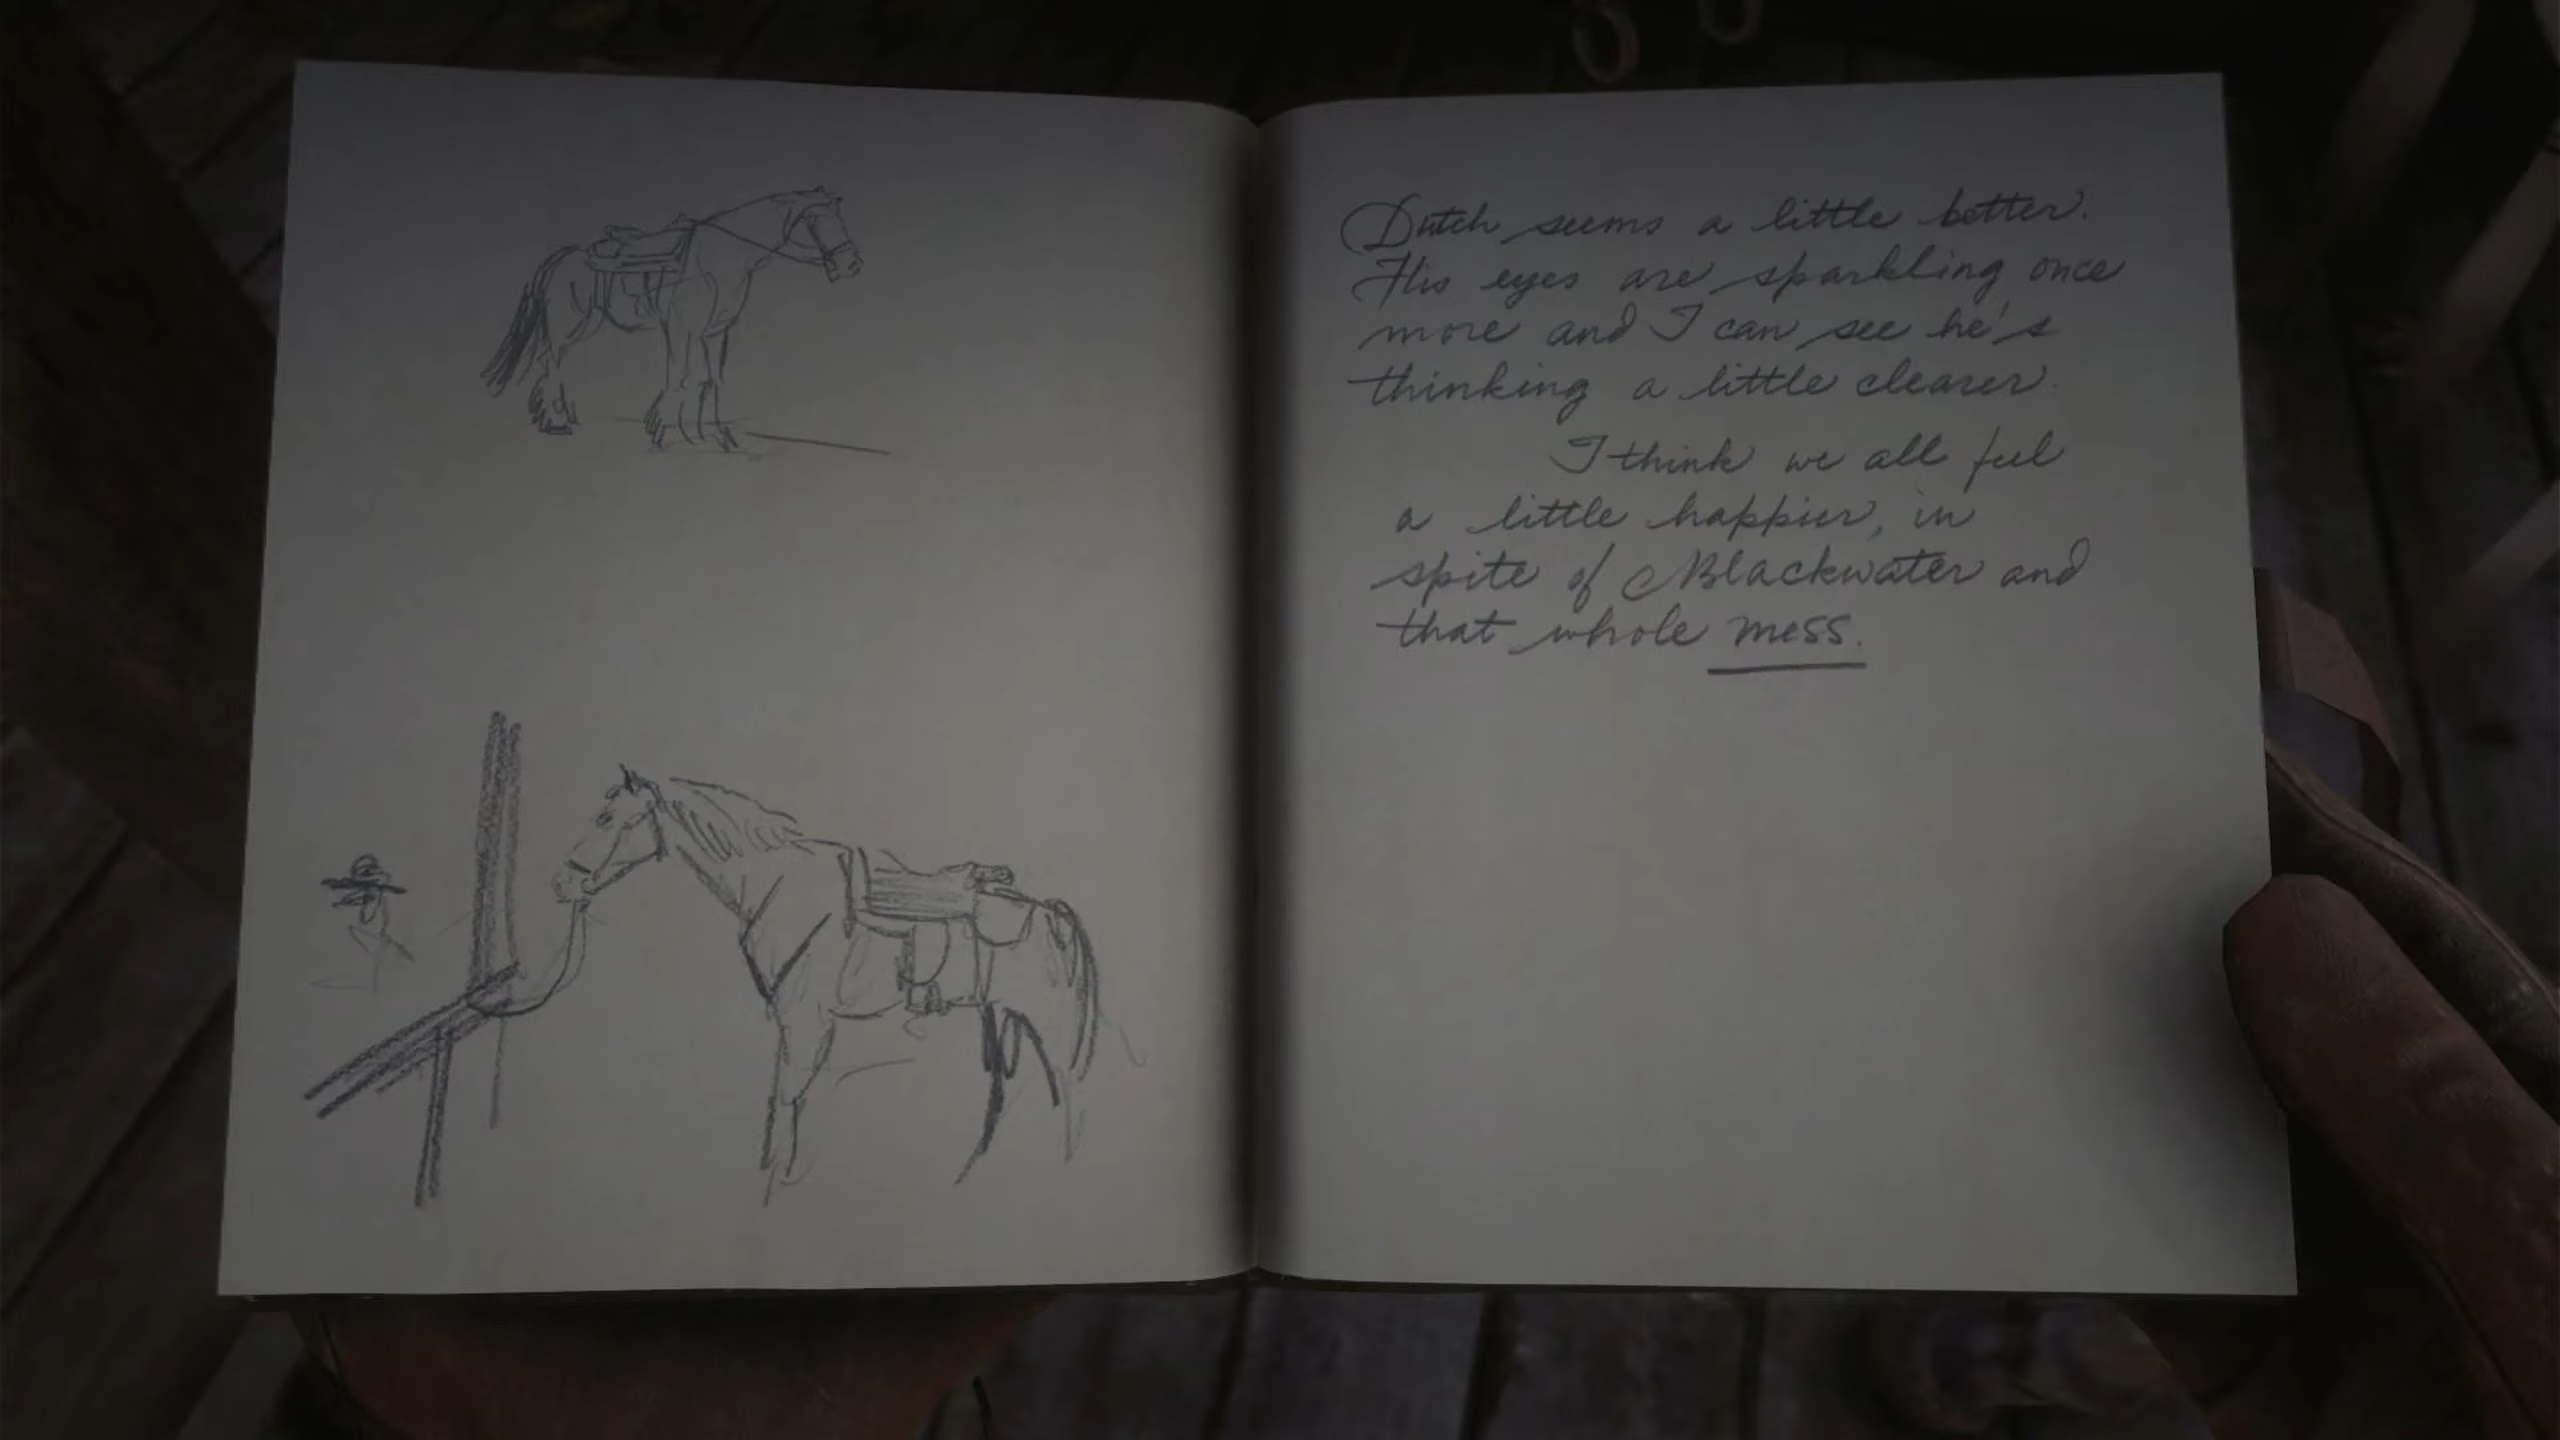 Dutch seems a little better.
His eyes are sparkling once
more and I can see he's
thinking a little clearer.
I think we all feel
a little happier, in
spite of Blackwater and
that whole mess.